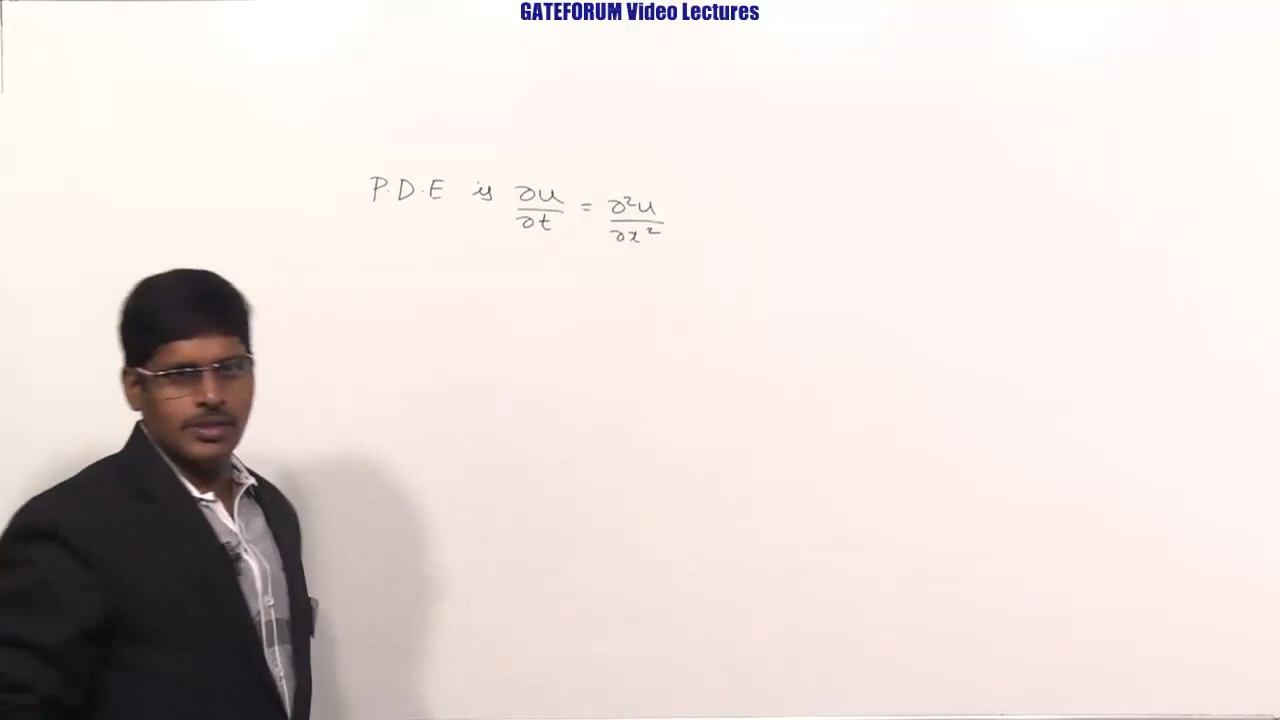 GATEFORUM Video Lectures
P.D.E is ∂u/∂t = ∂²u/∂x²